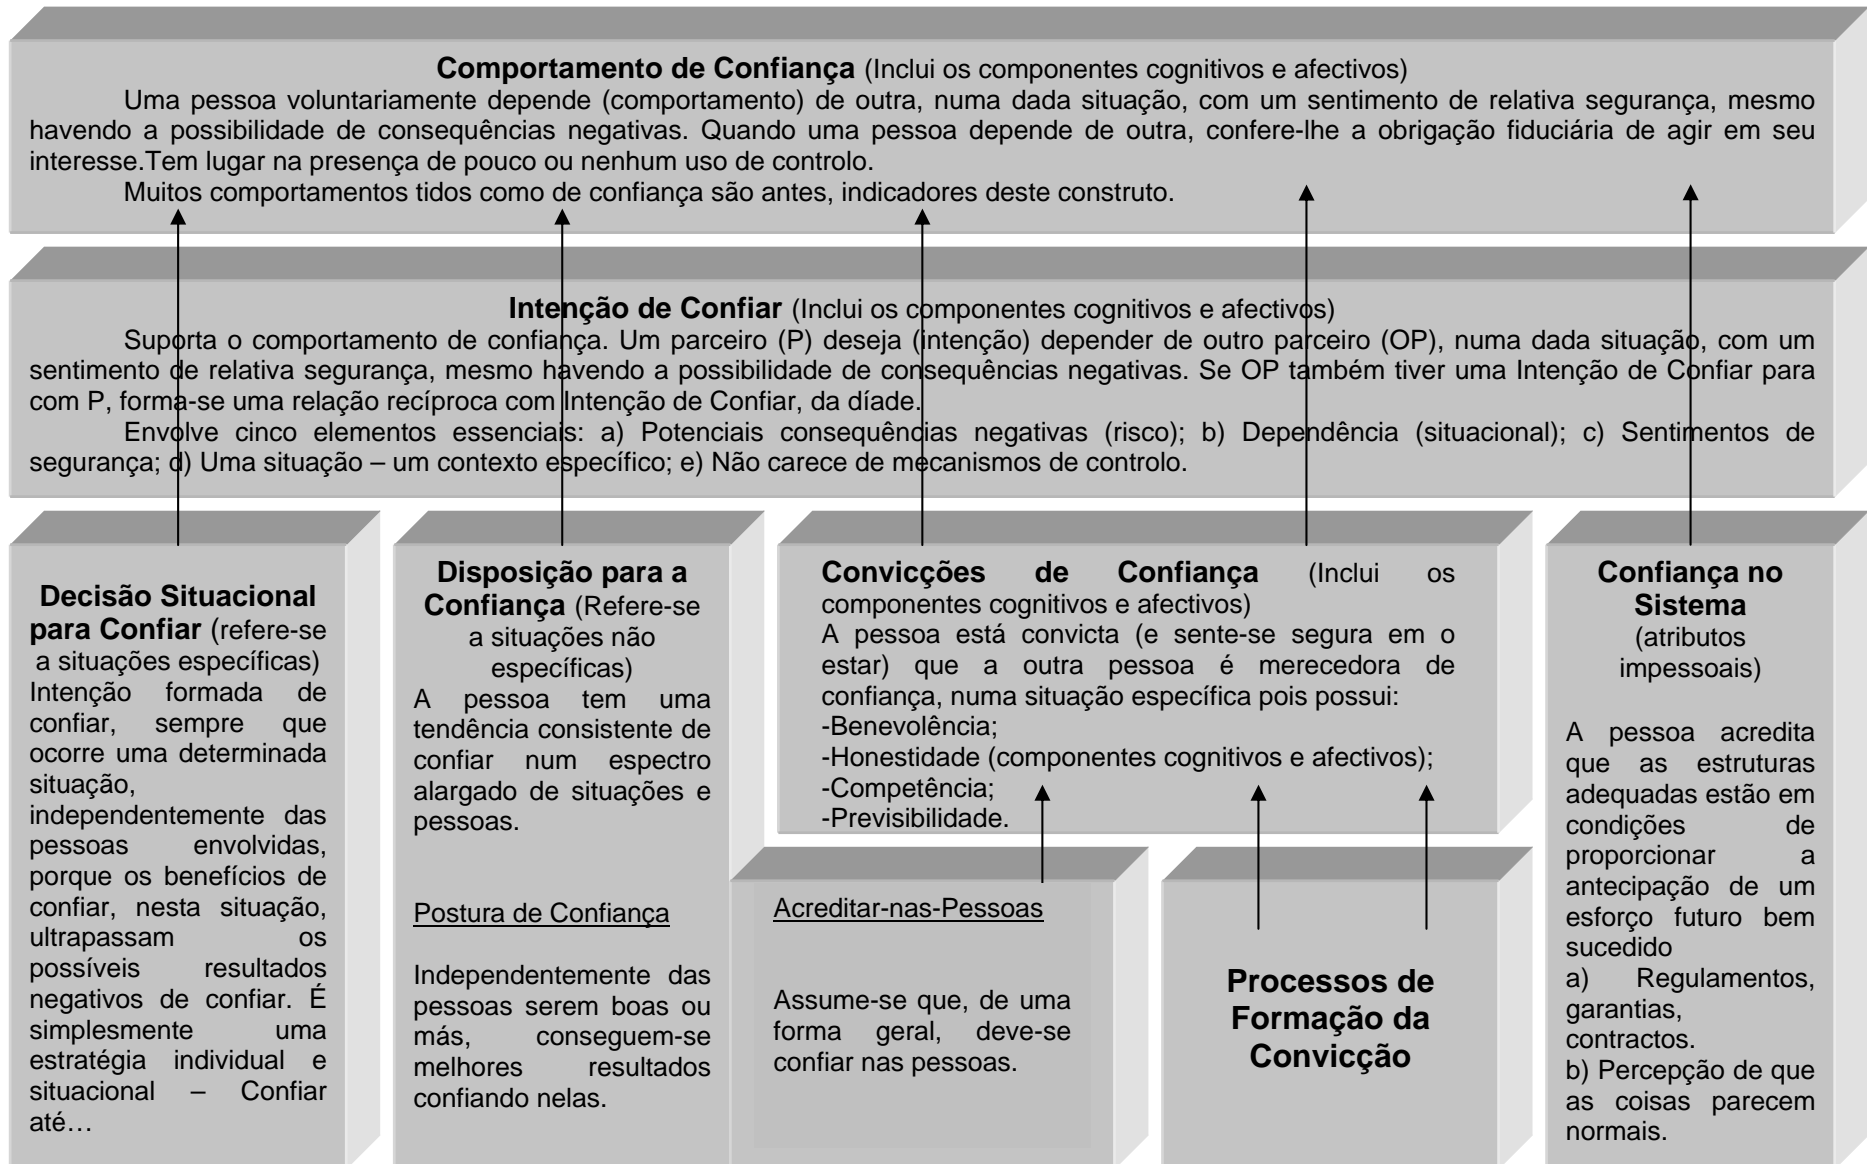 Comportamento de Confiança (Inclui os componentes cognitivos e afectivos)
Uma pessoa voluntariamente depende (comportamento) de outra, numa dada situação, com um sentimento de relativa segurança, mesmo
havendo a possibilidade de consequências negativas. Quando uma pessoa depende de outra, confere-lhe a obrigação fiduciária de agir em seu
interesse.Tem lugar na presença de pouco ou nenhum uso de controlo.
Muitos comportamentos tidos como de confiança são antes, indicadores deste construto.
Intenção de Confiar (Inclui os componentes cognitivos e afectivos)
Suporta o comportamento de confiança. Um parceiro (P) deseja (intenção) depender de outro parceiro (OP), numa dada situação, com um
sentimento de relativa segurança, mesmo havendo a possibilidade de consequências negativas. Se OP também tiver uma Intenção de Confiar para
com P, forma-se uma relação recíproca com Intenção de Confiar, da díade.
Envolve cinco elementos essenciais: a) Potenciais consequências negativas (risco); b) Dependência (situacional); c) Sentimentos de
segurança; d) Uma situação – um contexto específico; e) Não carece de mecanismos de controlo.
Decisão Situacional
para Confiar (refere-se
a situações específicas)
Intenção formada de
confiar, sempre que
ocorre uma determinada
situação,
independentemente das
pessoas envolvidas,
porque os benefícios de
confiar, nesta situação,
ultrapassam os
possíveis resultados
negativos de confiar. É
simplesmente uma
estratégia individual e
situacional – Confiar
até…
Disposição para a
Confiança (Refere-se
a situações não
específicas)
A pessoa tem uma
tendência consistente de
confiar num espectro
alargado de situações e
pessoas.
Postura de Confiança
Independentemente das
pessoas serem boas ou
más, conseguem-se
melhores resultados
confiando nelas.
Convicções de Confiança (Inclui os
componentes cognitivos e afectivos)
A pessoa está convicta (e sente-se segura em o
estar) que a outra pessoa é merecedora de
confiança, numa situação específica pois possui:
-Benevolência;
-Honestidade (componentes cognitivos e afectivos);
-Competência;
-Previsibilidade.
Acreditar-nas-Pessoas
Assume-se que, de uma
forma geral, deve-se
confiar nas pessoas.
Processos de
Formação da
Convicção
Confiança no
Sistema
(atributos
impessoais)
A pessoa acredita
que as estruturas
adequadas estão em
condições de
proporcionar a
antecipação de um
esforço futuro bem
sucedido
a) Regulamentos,
garantias,
contractos.
b) Percepção de que
as coisas parecem
normais.